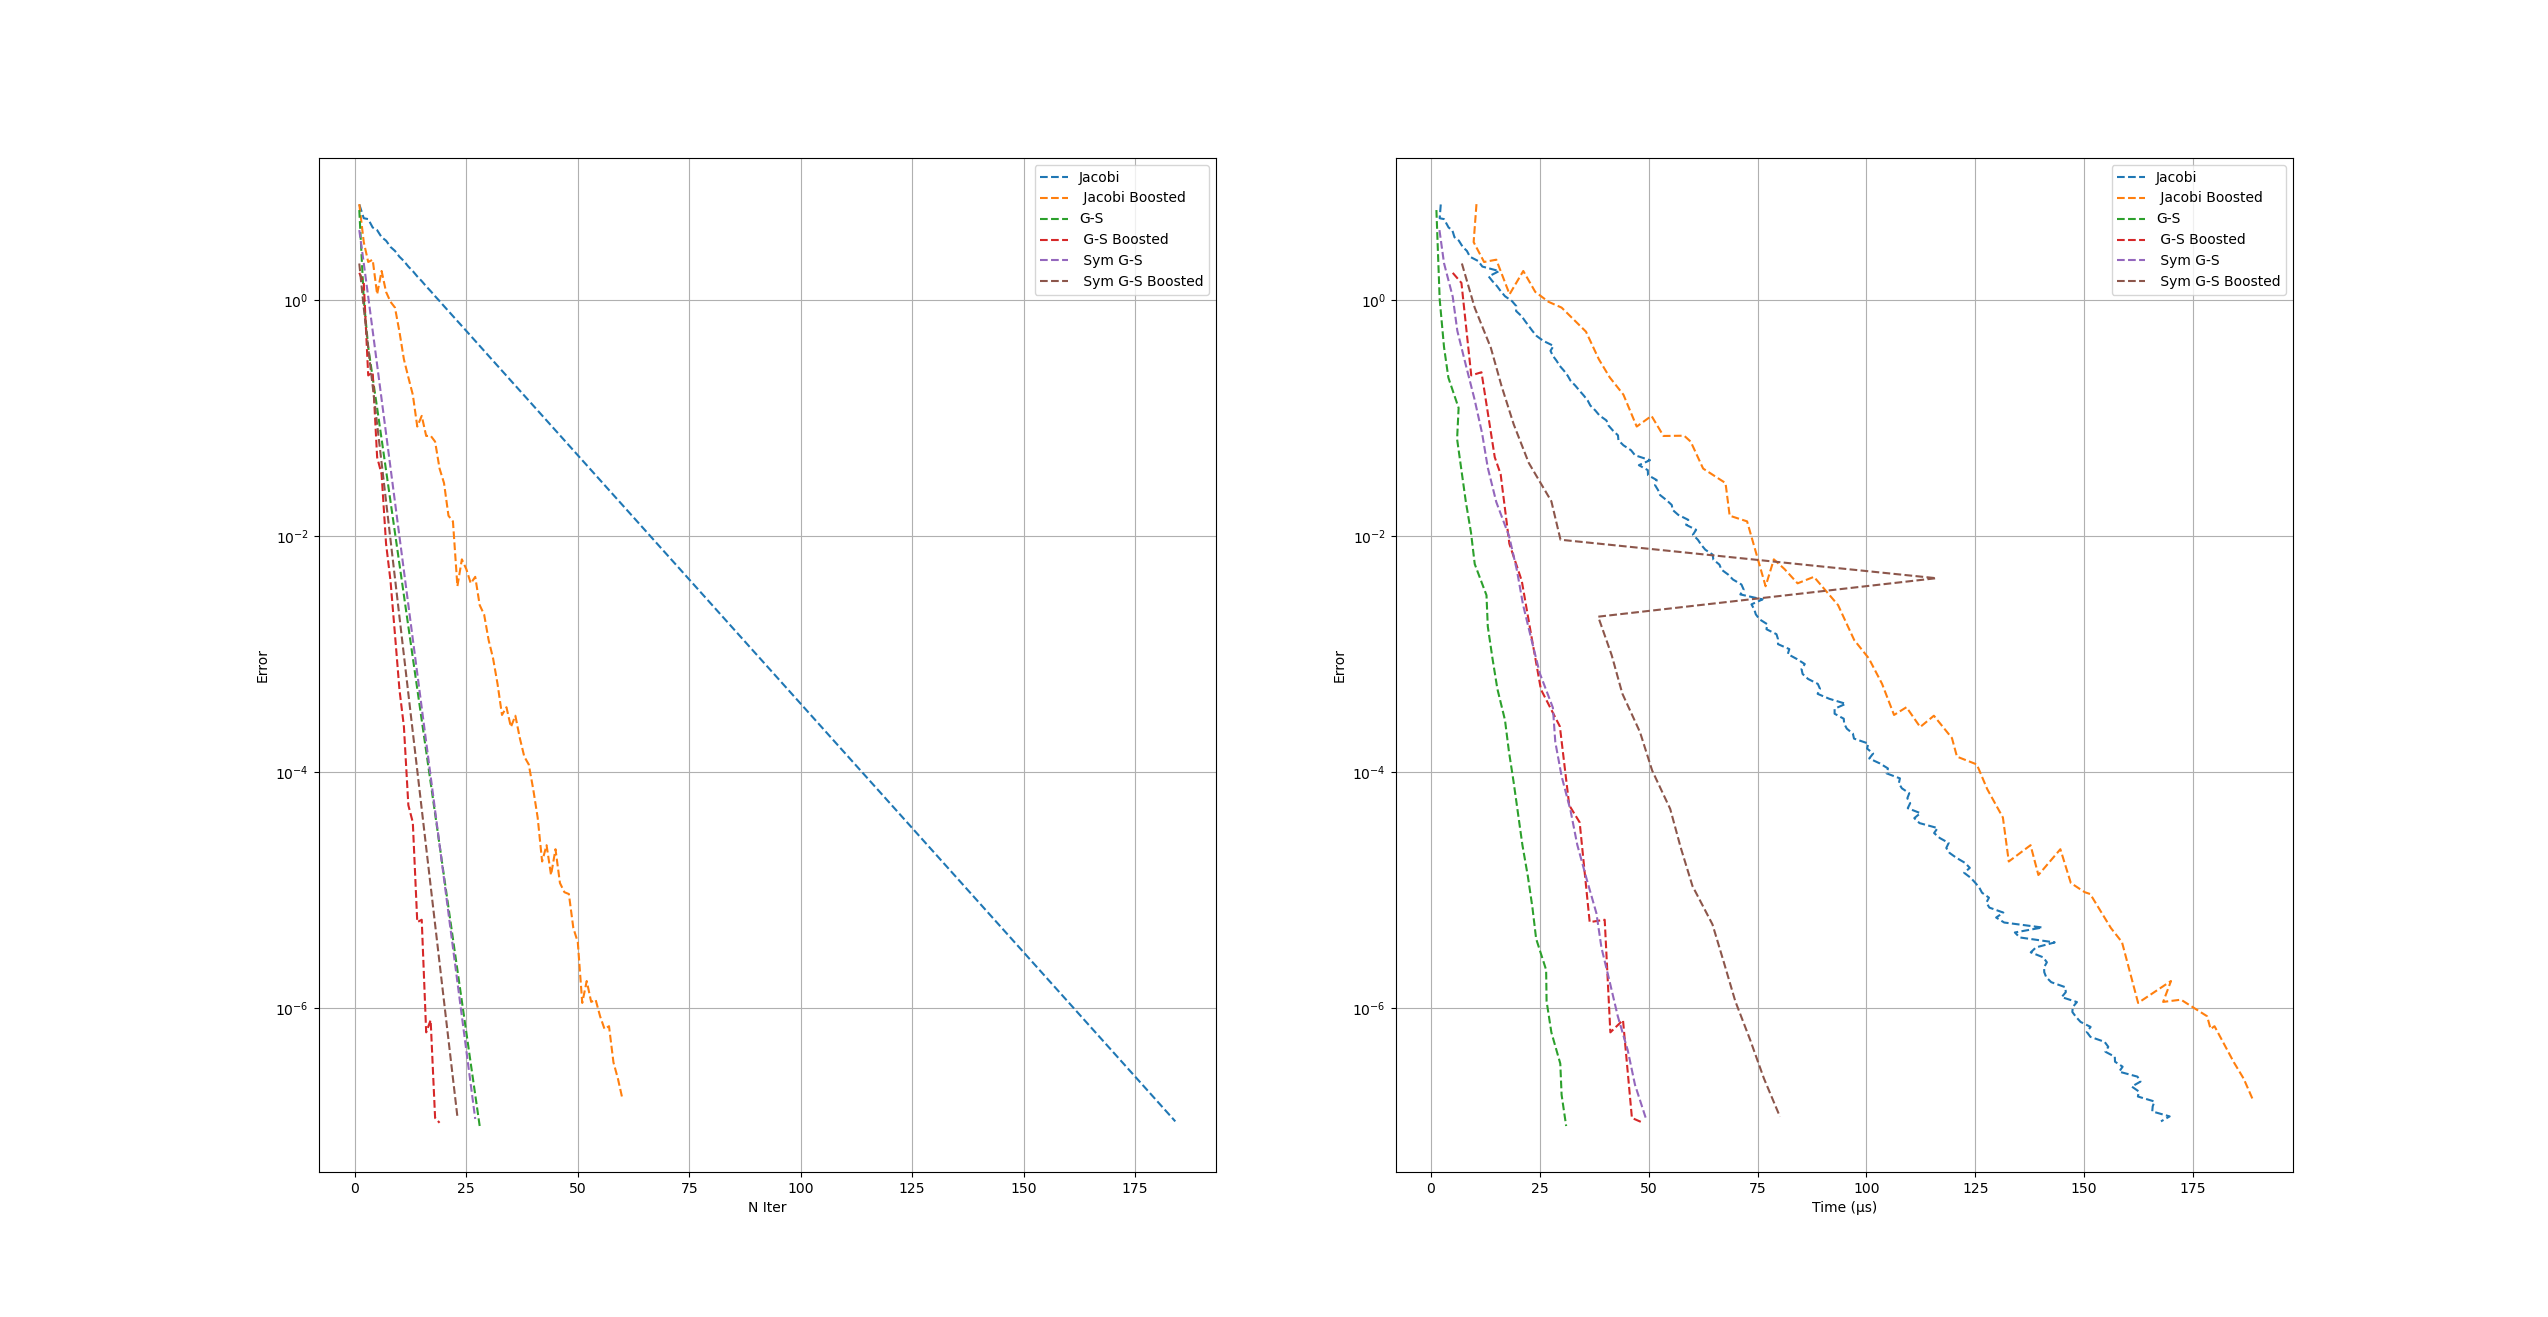 Jacobi
Jacobi Boosted
G-S
G-S Boosted
Sym G-S
Sym G-S Boosted
10^0
10^-2
10^-4
10^-6
Error
0 25 50 75 100 125 150 175
N Iter
Jacobi
Jacobi Boosted
G-S
G-S Boosted
Sym G-S
Sym G-S Boosted
10^0
10^-2
10^-4
10^-6
Error
0 25 50 75 100 125 150 175
Time (µs)